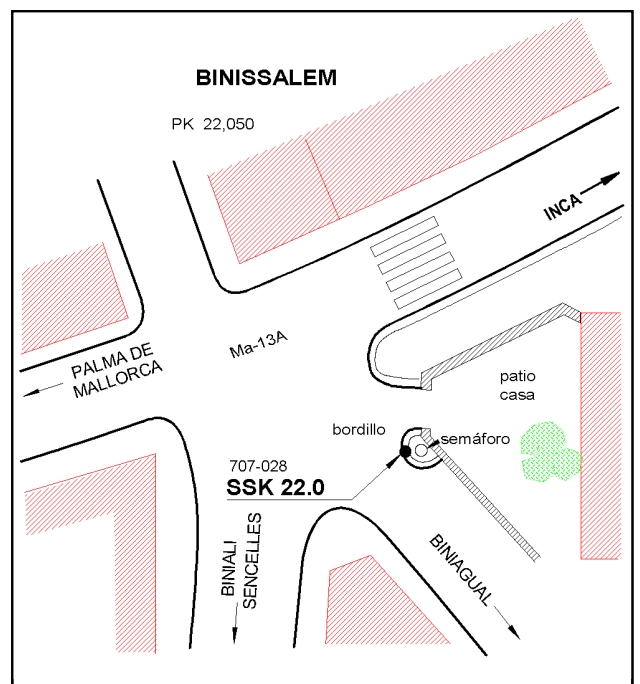 BINISSALEM
PK 22,050
INCA
Ma-13A
PALMA DE
MALLORCA
patio
casa
bordillo
semáforo
707-028
SSK 22.0
BINIALI
SENCELLES
BINIAGUAL